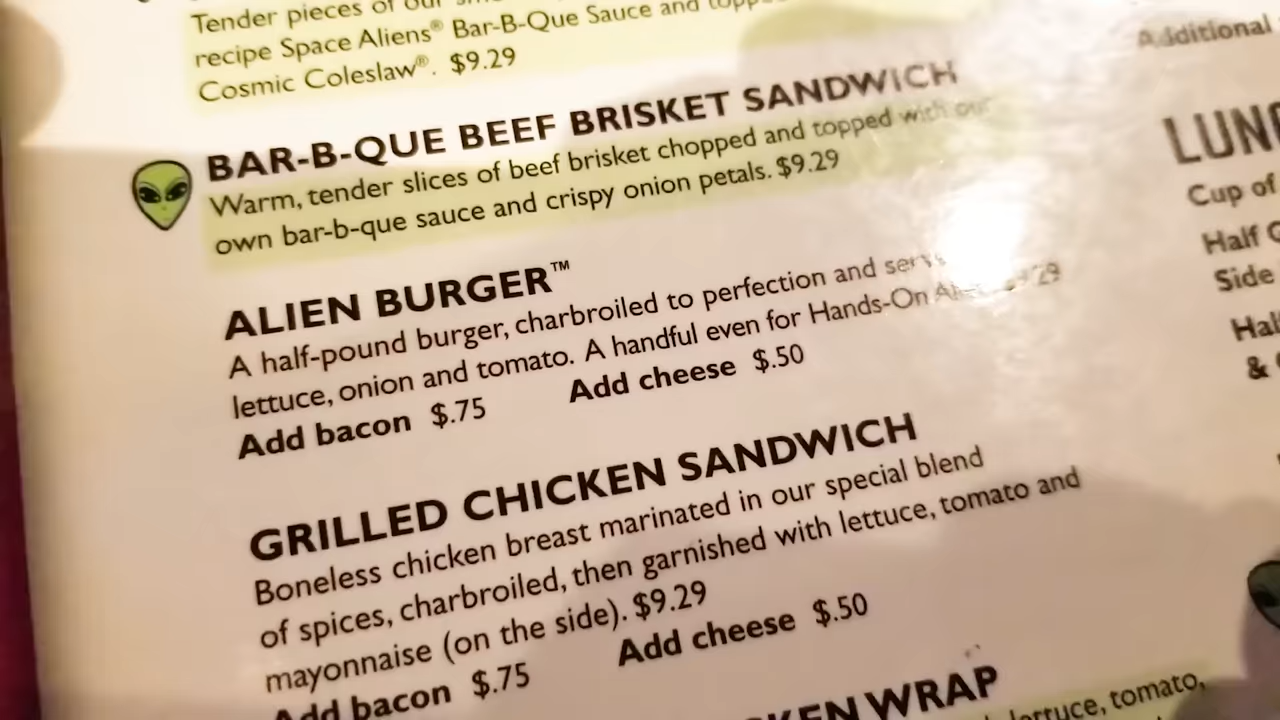 Tender pieces of our
recipe Space Aliens® Bar-B-Que Sauce and
Cosmic Coleslaw®. $9.29
BAR-B-QUE BEEF BRISKET SANDWICH
Warm, tender slices of beef brisket chopped and topped with our
own bar-b-que sauce and crispy onion petals. $9.29
ALIEN BURGER™
A half-pound burger, charbroiled to perfection and
lettuce, onion and tomato. A handful even for Hands-On
Add bacon $.75 Add cheese $.50
GRILLED CHICKEN SANDWICH
Boneless chicken breast marinated in our special blend
of spices, charbroiled, then garnished with lettuce, tomato and
mayonnaise (on the side). $9.29
Add bacon $.75 Add cheese $.50
WRAP
lettuce, tomato,
Additional
Cup of
Half
Side
&